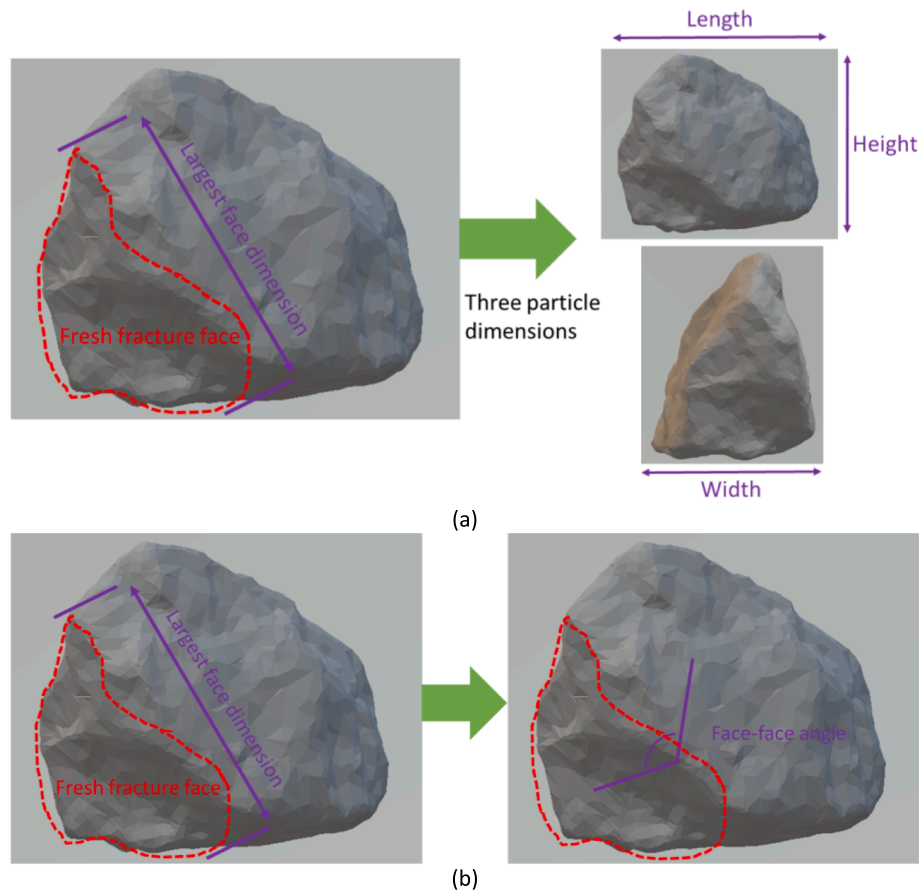 Length
Largest face dimension
Height
Fresh fracture face
Three particle
dimensions
Width
(a)
Largest face dimension
Fresh fracture face
Face-face angle
(b)